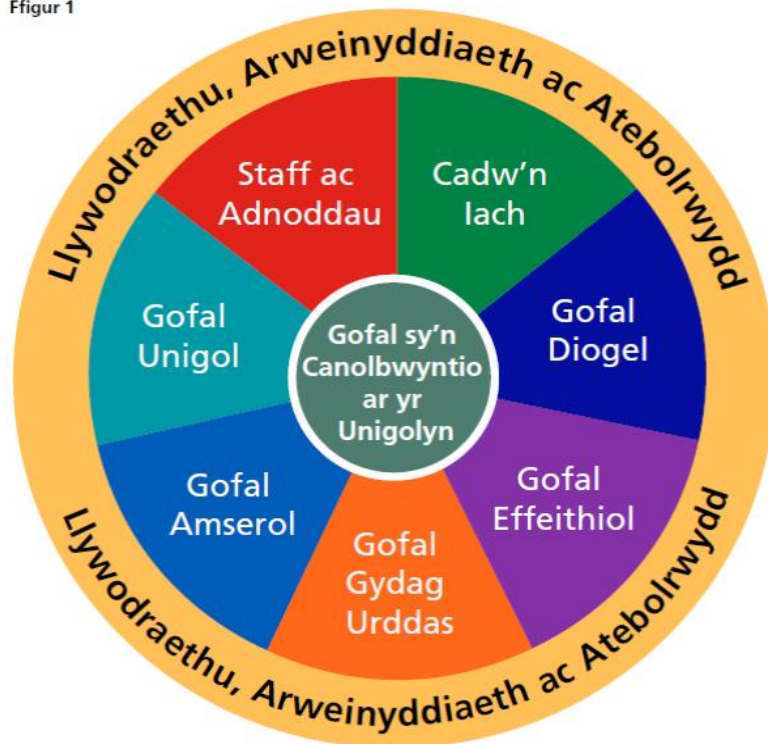 Ffigur 1
Llywodraethu, Arweinyddiaeth ac Atebolrwydd
Staff ac
Adnoddau
Cadw'n
Iach
Gofal
Unigol
Gofal
Diogel
Gofal sy'n
Canolbwyntio
ar yr
Unigolyn
Gofal
Amserol
Gofal
Effeithiol
Gofal
Gydag
Urddas
Llywodraethu, Arweinyddiaeth ac Atebolrwydd